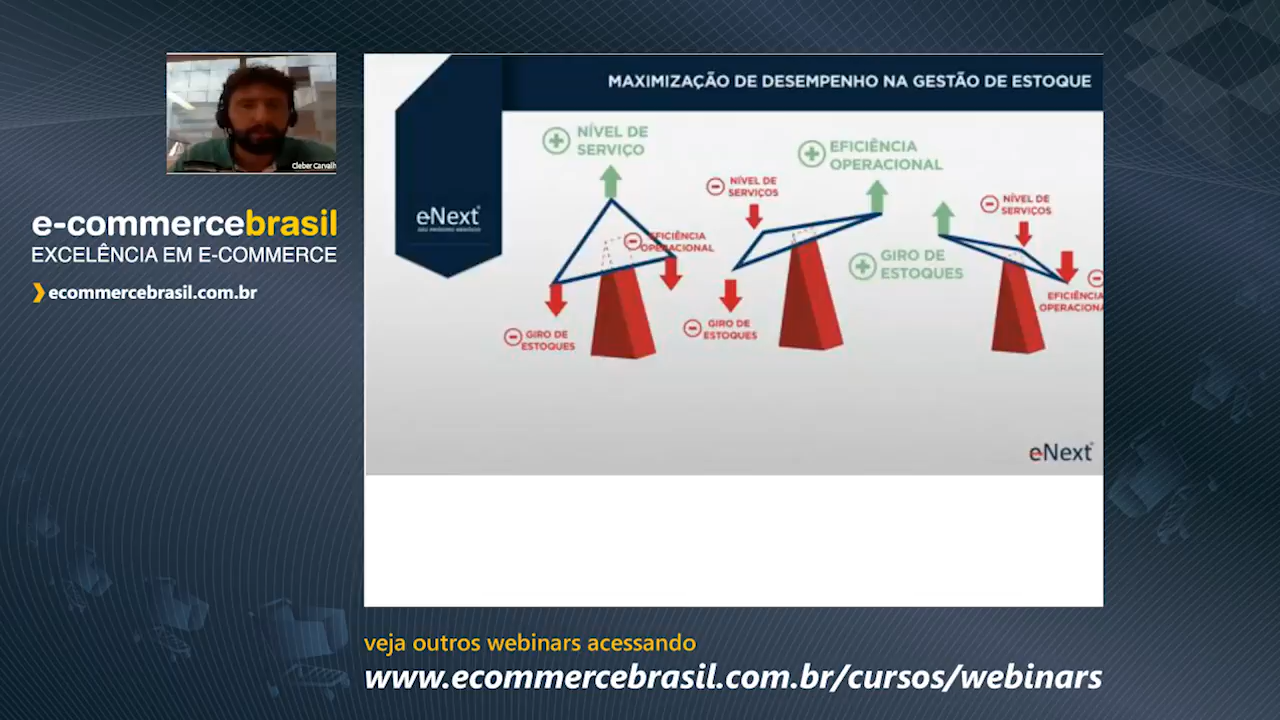 Cleber Carvalh
e-commercebrasil
EXCELÊNCIA EM E-COMMERCE
ecommercebrasil.com.br
MAXIMIZAÇÃO DE DESEMPENHO NA GESTÃO DE ESTOQUE
eNext
NÍVEL DE
SERVIÇO
EFICIÊNCIA
OPERACIONAL
GIRO DE
ESTOQUES
NÍVEL DE
SERVIÇOS
EFICIÊNCIA
OPERACIONAL
GIRO DE
ESTOQUES
GIRO DE
ESTOQUES
NÍVEL DE
SERVIÇOS
EFICIÊNCIA
OPERACIONA
eNext
veja outros webinars acessando
www.ecommercebrasil.com.br/cursos/webinars